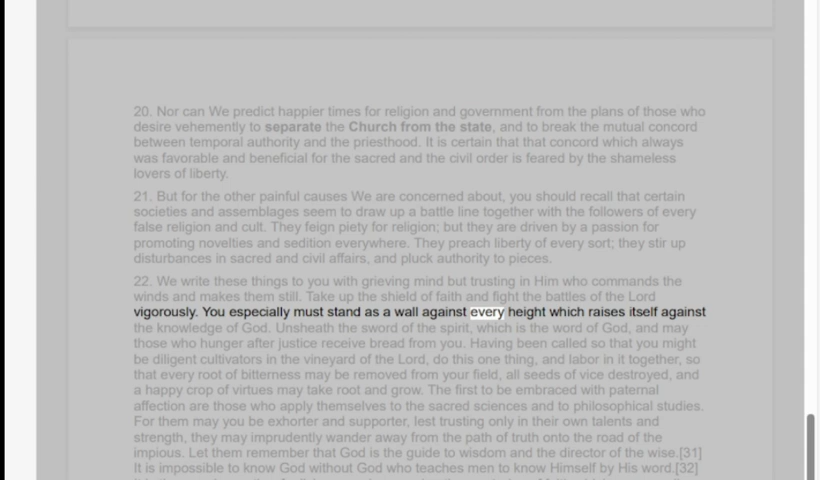 20. Nor can We predict happier times for religion and government from the plans of those who
desire vehemently to separate the Church from the state, and to break the mutual concord
between temporal authority and the priesthood. It is certain that that concord which always
was favorable and beneficial for the sacred and the civil order is feared by the shameless
lovers of liberty.
21. But for the other painful causes We are concerned about, you should recall that certain
societies and assemblages seem to draw up a battle line together with the followers of every
false religion and cult. They feign piety for religion; but they are driven by a passion for
promoting novelties and sedition everywhere. They preach liberty of every sort; they stir up
disturbances in sacred and civil affairs, and pluck authority to pieces.
22. We write these things to you with grieving mind but trusting in Him who commands the
winds and makes them still. Take up the shield of faith and fight the battles of the Lord
vigorously. You especially must stand as a wall against every height which raises itself against
the knowledge of God. Unsheath the sword of the spirit, which is the word of God, and may
those who hunger after justice receive bread from you. Having been called so that you might
be diligent cultivators in the vineyard of the Lord, do this one thing, and labor in it together, so
that every root of bitterness may be removed from your field, all seeds of vice destroyed, and
a happy crop of virtues may take root and grow. The first to be embraced with paternal
affection are those who apply themselves to the sacred sciences and to philosophical studies.
For them may you be exhorter and supporter, lest trusting only in their own talents and
strength, they may imprudently wander away from the path of truth onto the road of the
impious. Let them remember that God is the guide to wisdom and the director of the wise.[31]
It is impossible to know God without God who teaches men to know Himself by His word.[32]